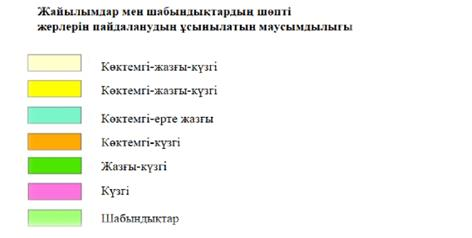 Жайылымдар мен шабындықтардың шөпті
жерлерін пайдаланудың ұсынылатын маусымдылығы
Көктемгі-жазғы-күзгі
Көктемгі-жазғы-күзгі
Көктемгі-ерте жазғы
Көктемгі-күзгі
Жазғы-күзгі
Күзгі
Шабындықтар